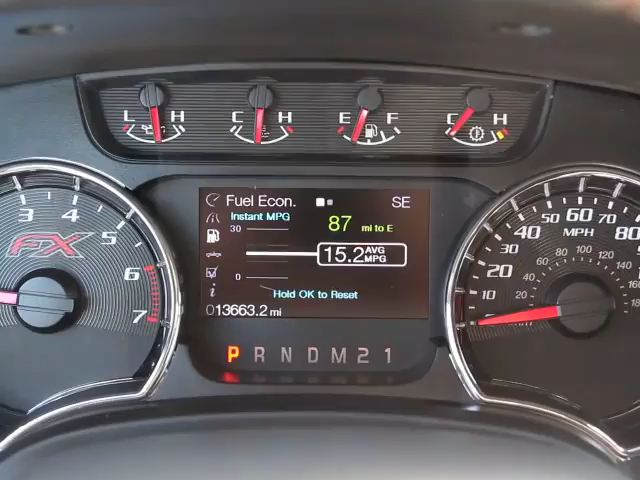 L H C H E F C H
Fuel Econ. SE
Instant MPG
87 mi to E
30
15.2 AVG MPG
0
Hold OK to Reset
013663.2 mi
P R N D M 2 1
3 4 5 6 7
FX
10 20 30 40 50 60 70 80
MPH
20 40 60 80 100 120 140 160